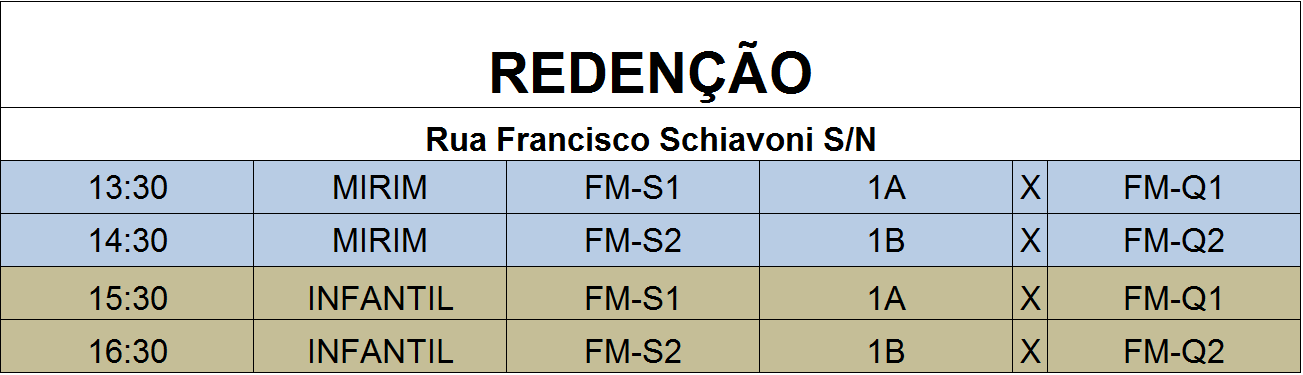 REDENÇÃO
Rua Francisco Schiavoni S/N
13:30 MIRIM FM-S1 1A X FM-Q1
14:30 MIRIM FM-S2 1B X FM-Q2
15:30 INFANTIL FM-S1 1A X FM-Q1
16:30 INFANTIL FM-S2 1B X FM-Q2